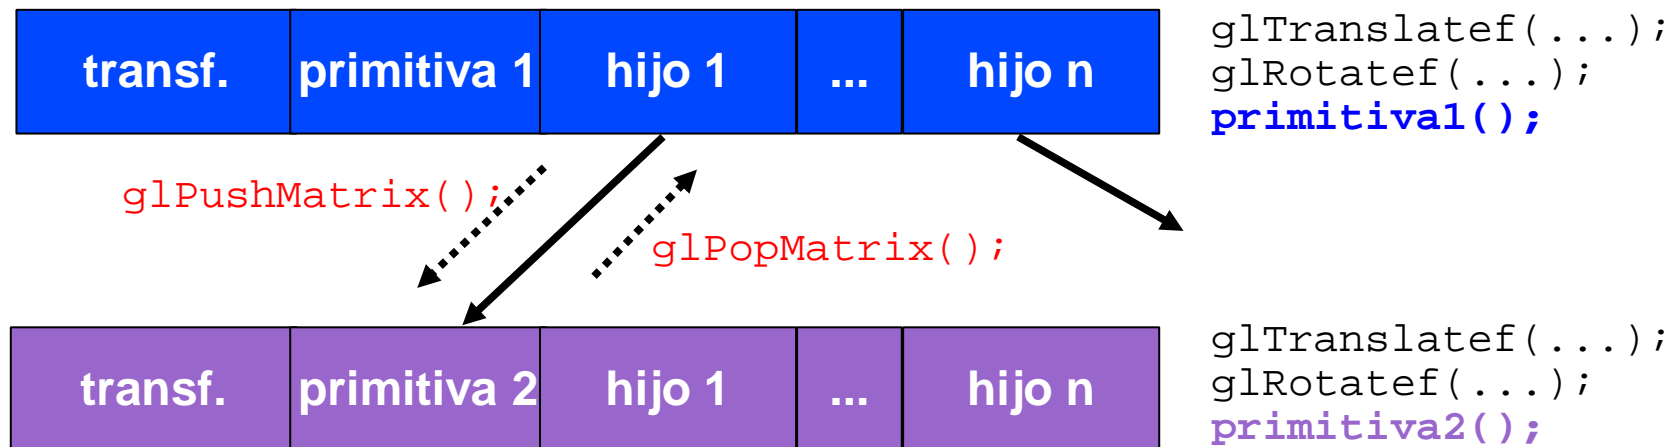 transf. primitiva 1 hijo 1 ... hijo n
glTranslatef(...);
glRotatef(...);
primitiva1();
glPushMatrix();
glPopMatrix();
transf. primitiva 2 hijo 1 ... hijo n
glTranslatef(...);
glRotatef(...);
primitiva2();